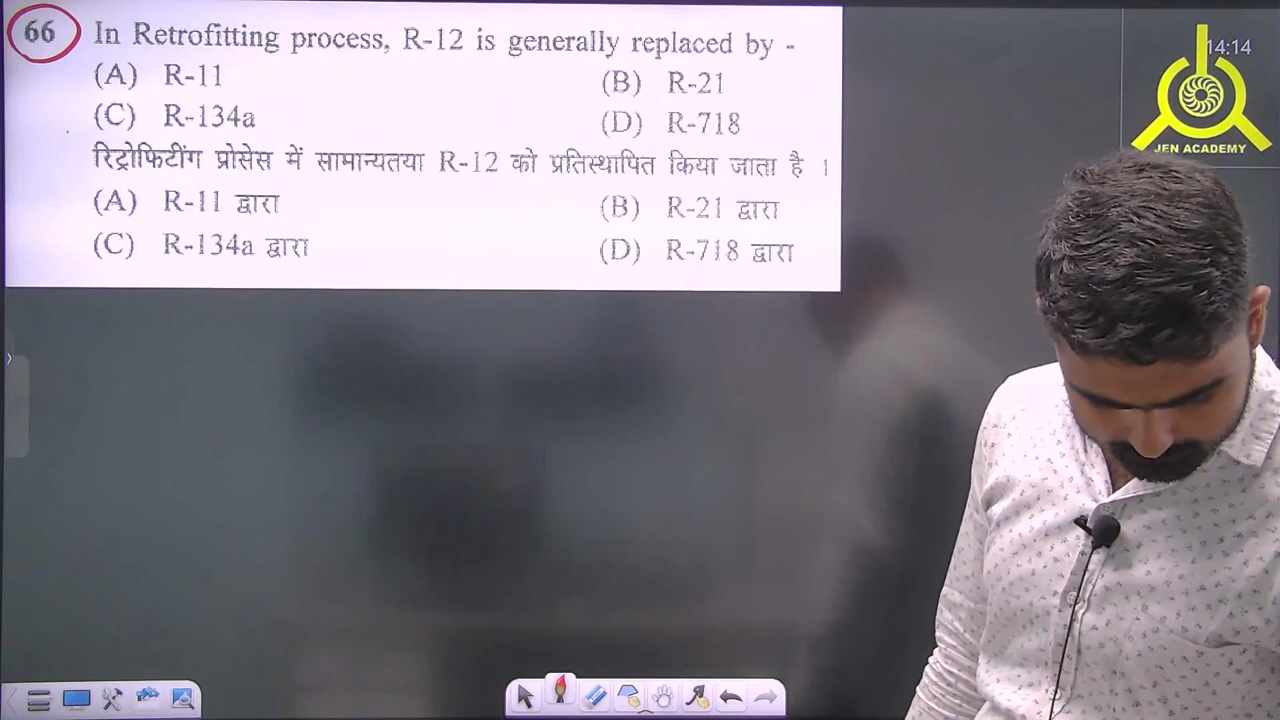 66 In Retrofitting process, R-12 is generally replaced by -
(A) R-11 (B) R-21
(C) R-134a (D) R-718
रिट्रोफिटींग प्रोसेस में सामान्यतया R-12 को प्रतिस्थापित किया जाता है ।
(A) R-11 द्वारा (B) R-21 द्वारा
(C) R-134a द्वारा (D) R-718 द्वारा
14:14
JEN ACADEMY